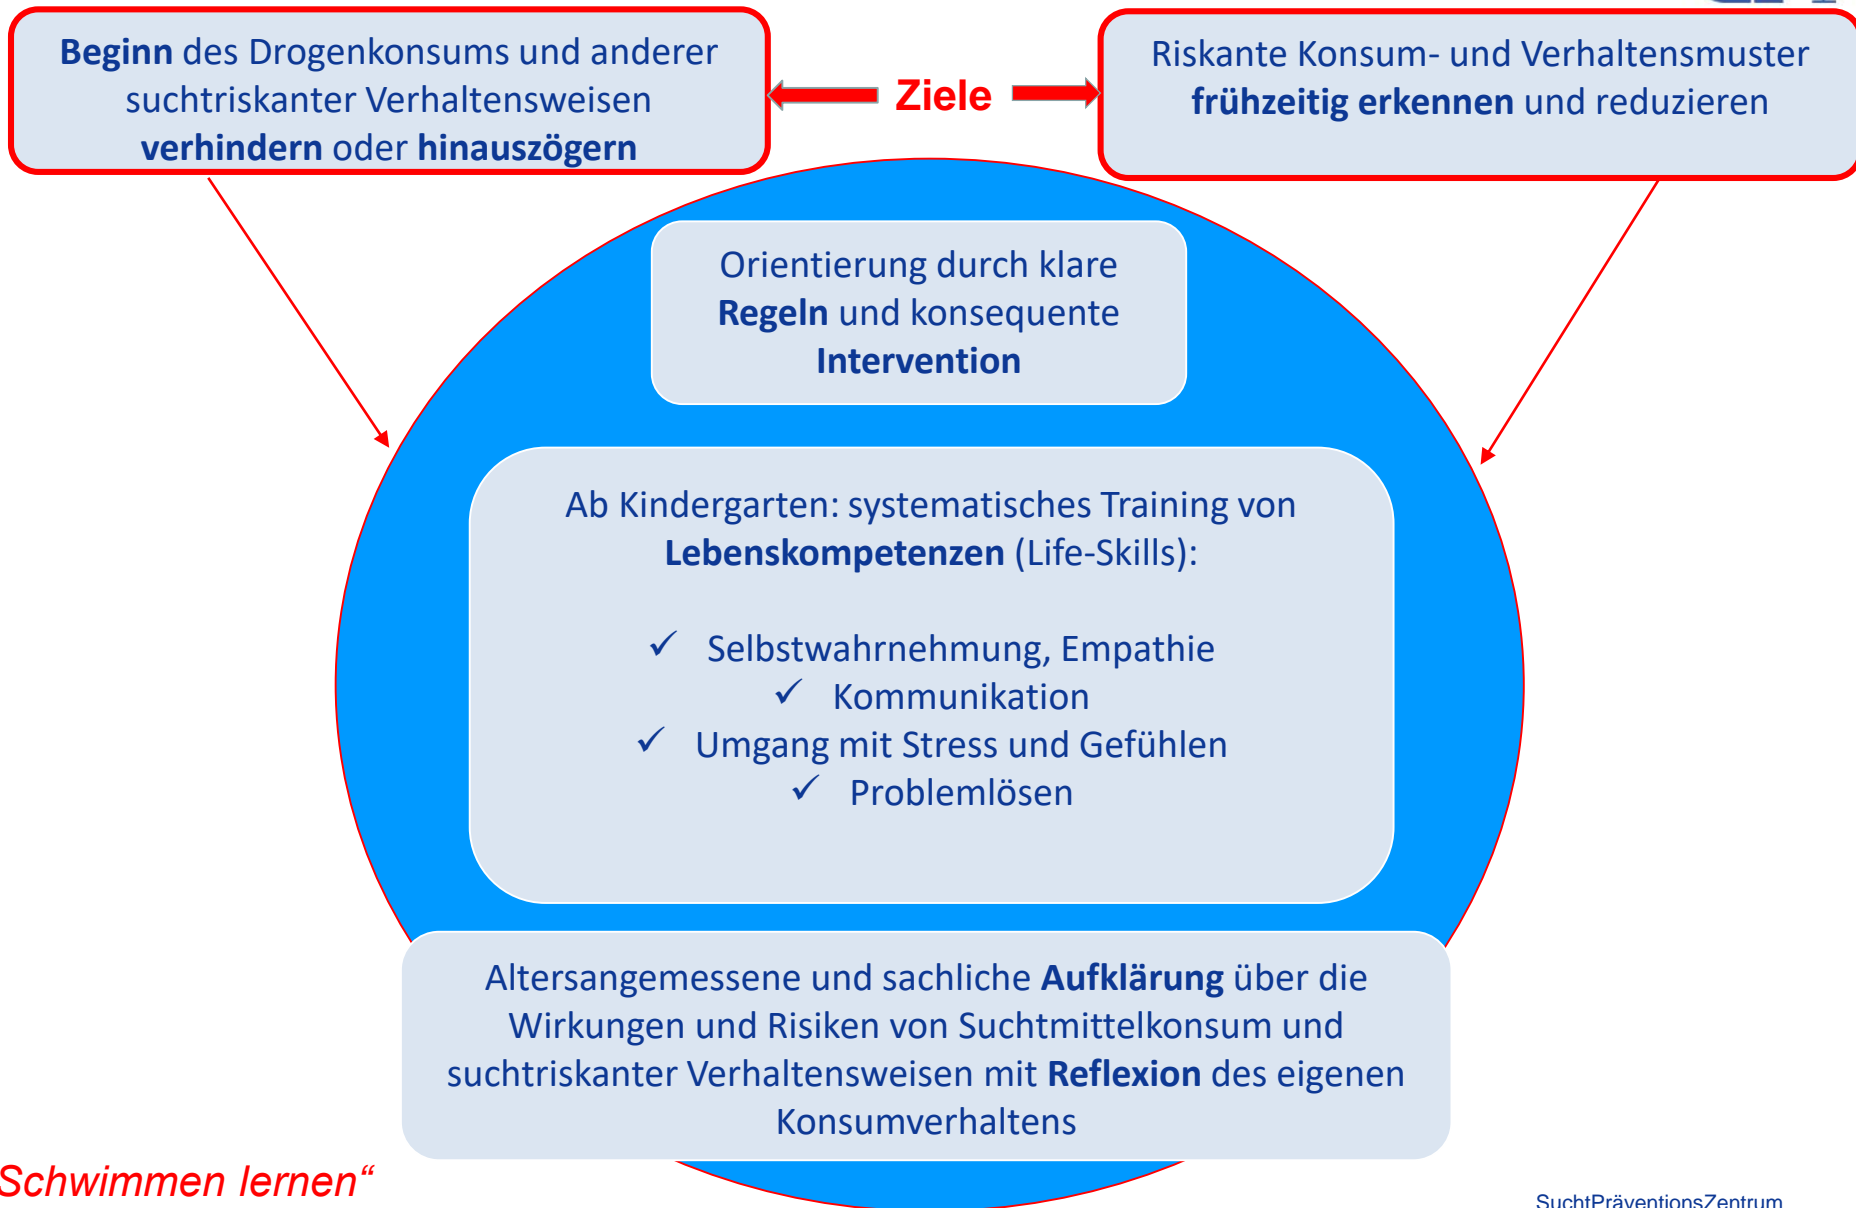 Beginn des Drogenkonsums und anderer
suchtriskanter Verhaltensweisen
verhindern oder hinauszögern
Ziele
Riskante Konsum- und Verhaltensmuster
frühzeitig erkennen und reduzieren
Orientierung durch klare
Regeln und konsequente
Intervention
Ab Kindergarten: systematisches Training von
Lebenskompetenzen (Life-Skills):
✓ Selbstwahrnehmung, Empathie
✓ Kommunikation
✓ Umgang mit Stress und Gefühlen
✓ Problemlösen
Altersangemessene und sachliche Aufklärung über die
Wirkungen und Risiken von Suchtmittelkonsum und
suchtriskanter Verhaltensweisen mit Reflexion des eigenen
Konsumverhaltens
Schwimmen lernen“
SuchtPräventionsZentrum